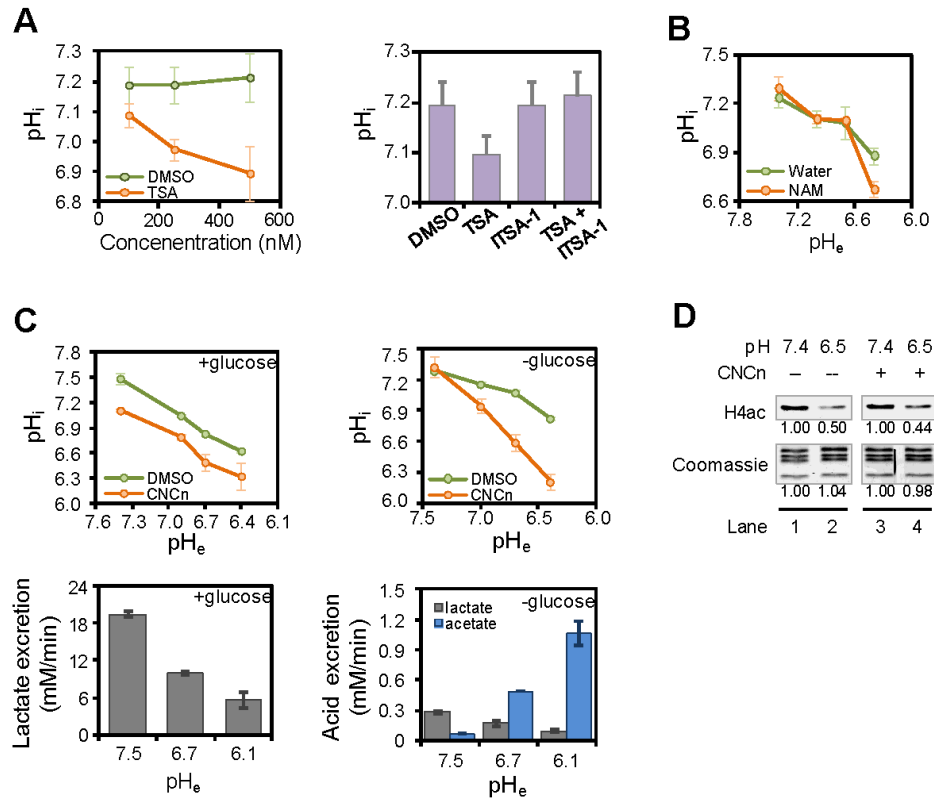 A
pHi
7.3
7.2
7.1
7.0
6.9
6.8
DMSO
TSA
0 200 400 600
Concenentration (nM)
pHi
7.3
7.2
7.1
7.0
DMSO
TSA
ITSA-1
TSA +
ITSA-1
B
pHi
7.5
7.2
6.9
6.6
Water
NAM
7.8 7.2 6.6 6.0
pHe
C
+glucose
pHi
7.8
7.5
7.2
6.9
6.6
6.3
6.0
DMSO
CNCn
7.6 7.3 7.0 6.7 6.4 6.1
pHe
-glucose
pHi
7.5
7.2
6.9
6.6
6.3
6.0
DMSO
CNCn
7.5 7.0 6.5 6.0
pHe
D
pH 7.4 6.5 7.4 6.5
CNCn – -- + +
H4ac
1.00 0.50 1.00 0.44
Coomassie
1.00 1.04 1.00 0.98
Lane 1 2 3 4
+glucose
Lactate excretion
(mM/min)
24
18
12
6
0
7.5 6.7 6.1
pHe
-glucose
Acid excretion
(mM/min)
1.5
1.2
0.9
0.6
0.3
0
lactate
acetate
7.5 6.7 6.1
pHe